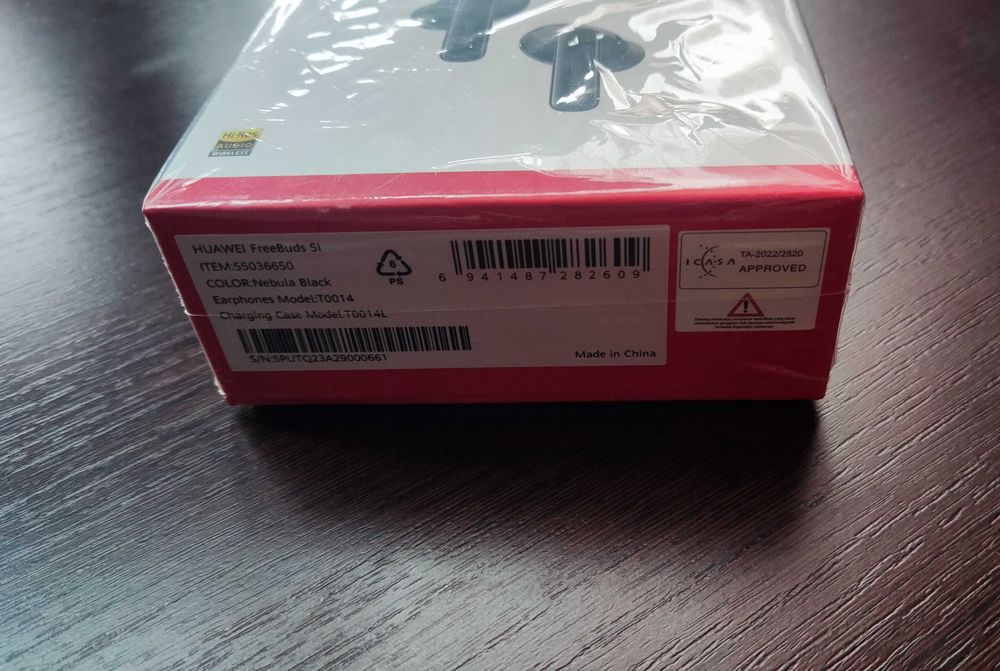 Hi-Res
AUDIO
WIRELESS
HUAWEI FreeBuds 5i
ITEM:55036650
COLOR:Nebula Black
Earphones Model:T0014
Charging Case Model:T0014L
S/N:5PUTQ23A29000661
6
PS
6 941487 282609
Made in China
ICASA
TA-2022/2520
APPROVED